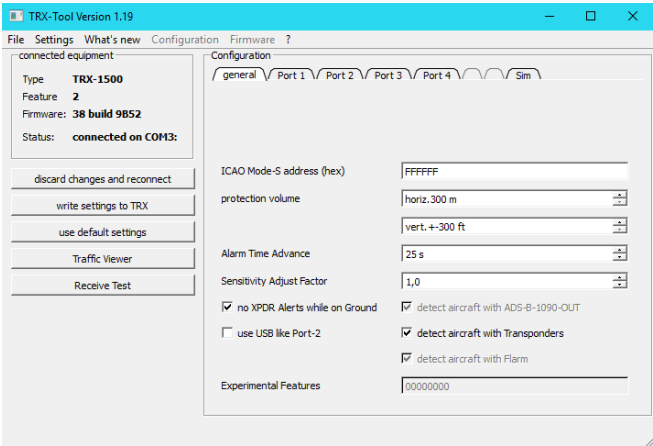 TRX-Tool Version 1.19
File Settings What's new Configuration Firmware ?
connected equipment
Type TRX-1500
Feature 2
Firmware: 38 build 9B52
Status: connected on COM3:
discard changes and reconnect
write settings to TRX
use default settings
Traffic Viewer
Receive Test
Configuration
general Port 1 Port 2 Port 3 Port 4 Sim
ICAO Mode-S address (hex) FFFFFF
protection volume horiz.300 m
vert.+-300 ft
Alarm Time Advance 25 s
Sensitivity Adjust Factor 1,0
no XPDR Alerts while on Ground detect aircraft with ADS-B-1090-OUT
use USB like Port-2 detect aircraft with Transponders
detect aircraft with Flarm
Experimental Features 00000000